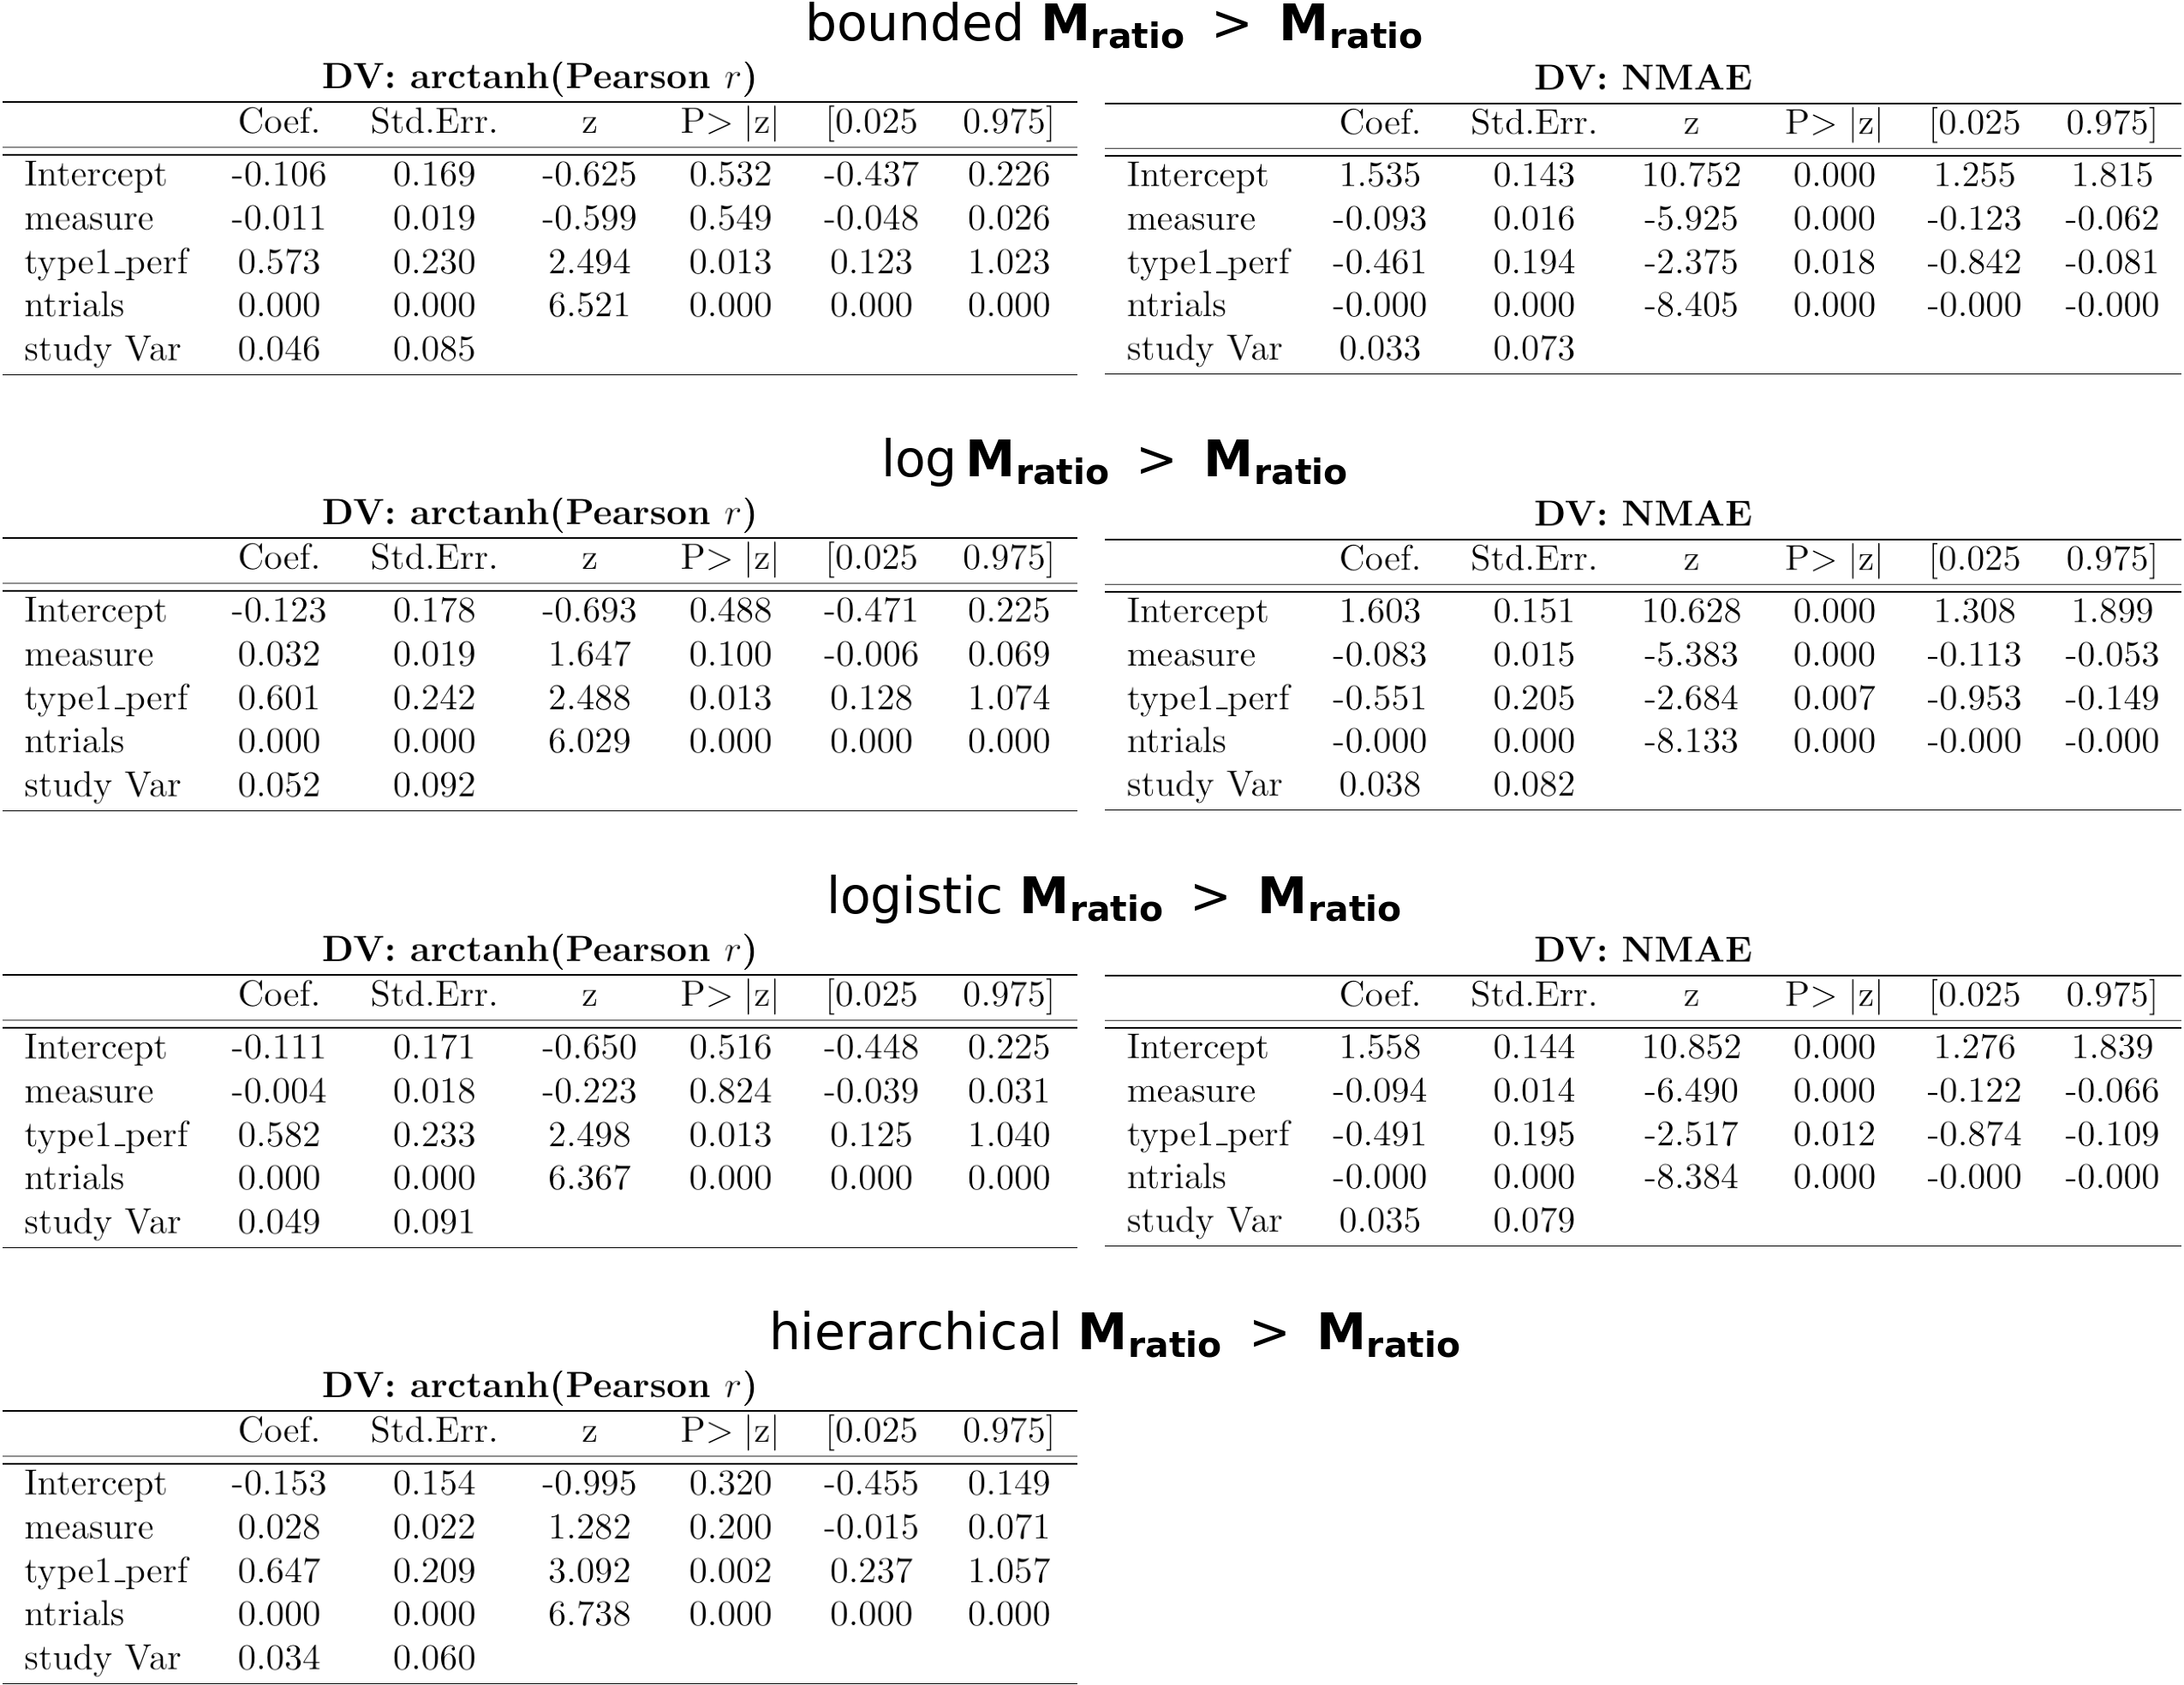 bounded M_ratio > M_ratio
DV: arctanh(Pearson r)
Coef. Std.Err. z P> |z| [0.025 0.975]
Intercept -0.106 0.169 -0.625 0.532 -0.437 0.226
measure -0.011 0.019 -0.599 0.549 -0.048 0.026
type1_perf 0.573 0.230 2.494 0.013 0.123 1.023
ntrials 0.000 0.000 6.521 0.000 0.000 0.000
study Var 0.046 0.085
DV: NMAE
Coef. Std.Err. z P> |z| [0.025 0.975]
Intercept 1.535 0.143 10.752 0.000 1.255 1.815
measure -0.093 0.016 -5.925 0.000 -0.123 -0.062
type1_perf -0.461 0.194 -2.375 0.018 -0.842 -0.081
ntrials -0.000 0.000 -8.405 0.000 -0.000 -0.000
study Var 0.033 0.073
log M_ratio > M_ratio
DV: arctanh(Pearson r)
Coef. Std.Err. z P> |z| [0.025 0.975]
Intercept -0.123 0.178 -0.693 0.488 -0.471 0.225
measure 0.032 0.019 1.647 0.100 -0.006 0.069
type1_perf 0.601 0.242 2.488 0.013 0.128 1.074
ntrials 0.000 0.000 6.029 0.000 0.000 0.000
study Var 0.052 0.092
DV: NMAE
Coef. Std.Err. z P> |z| [0.025 0.975]
Intercept 1.603 0.151 10.628 0.000 1.308 1.899
measure -0.083 0.015 -5.383 0.000 -0.113 -0.053
type1_perf -0.551 0.205 -2.684 0.007 -0.953 -0.149
ntrials -0.000 0.000 -8.133 0.000 -0.000 -0.000
study Var 0.038 0.082
logistic M_ratio > M_ratio
DV: arctanh(Pearson r)
Coef. Std.Err. z P> |z| [0.025 0.975]
Intercept -0.111 0.171 -0.650 0.516 -0.448 0.225
measure -0.004 0.018 -0.223 0.824 -0.039 0.031
type1_perf 0.582 0.233 2.498 0.013 0.125 1.040
ntrials 0.000 0.000 6.367 0.000 0.000 0.000
study Var 0.049 0.091
DV: NMAE
Coef. Std.Err. z P> |z| [0.025 0.975]
Intercept 1.558 0.144 10.852 0.000 1.276 1.839
measure -0.094 0.014 -6.490 0.000 -0.122 -0.066
type1_perf -0.491 0.195 -2.517 0.012 -0.874 -0.109
ntrials -0.000 0.000 -8.384 0.000 -0.000 -0.000
study Var 0.035 0.079
hierarchical M_ratio > M_ratio
DV: arctanh(Pearson r)
Coef. Std.Err. z P> |z| [0.025 0.975]
Intercept -0.153 0.154 -0.995 0.320 -0.455 0.149
measure 0.028 0.022 1.282 0.200 -0.015 0.071
type1_perf 0.647 0.209 3.092 0.002 0.237 1.057
ntrials 0.000 0.000 6.738 0.000 0.000 0.000
study Var 0.034 0.060